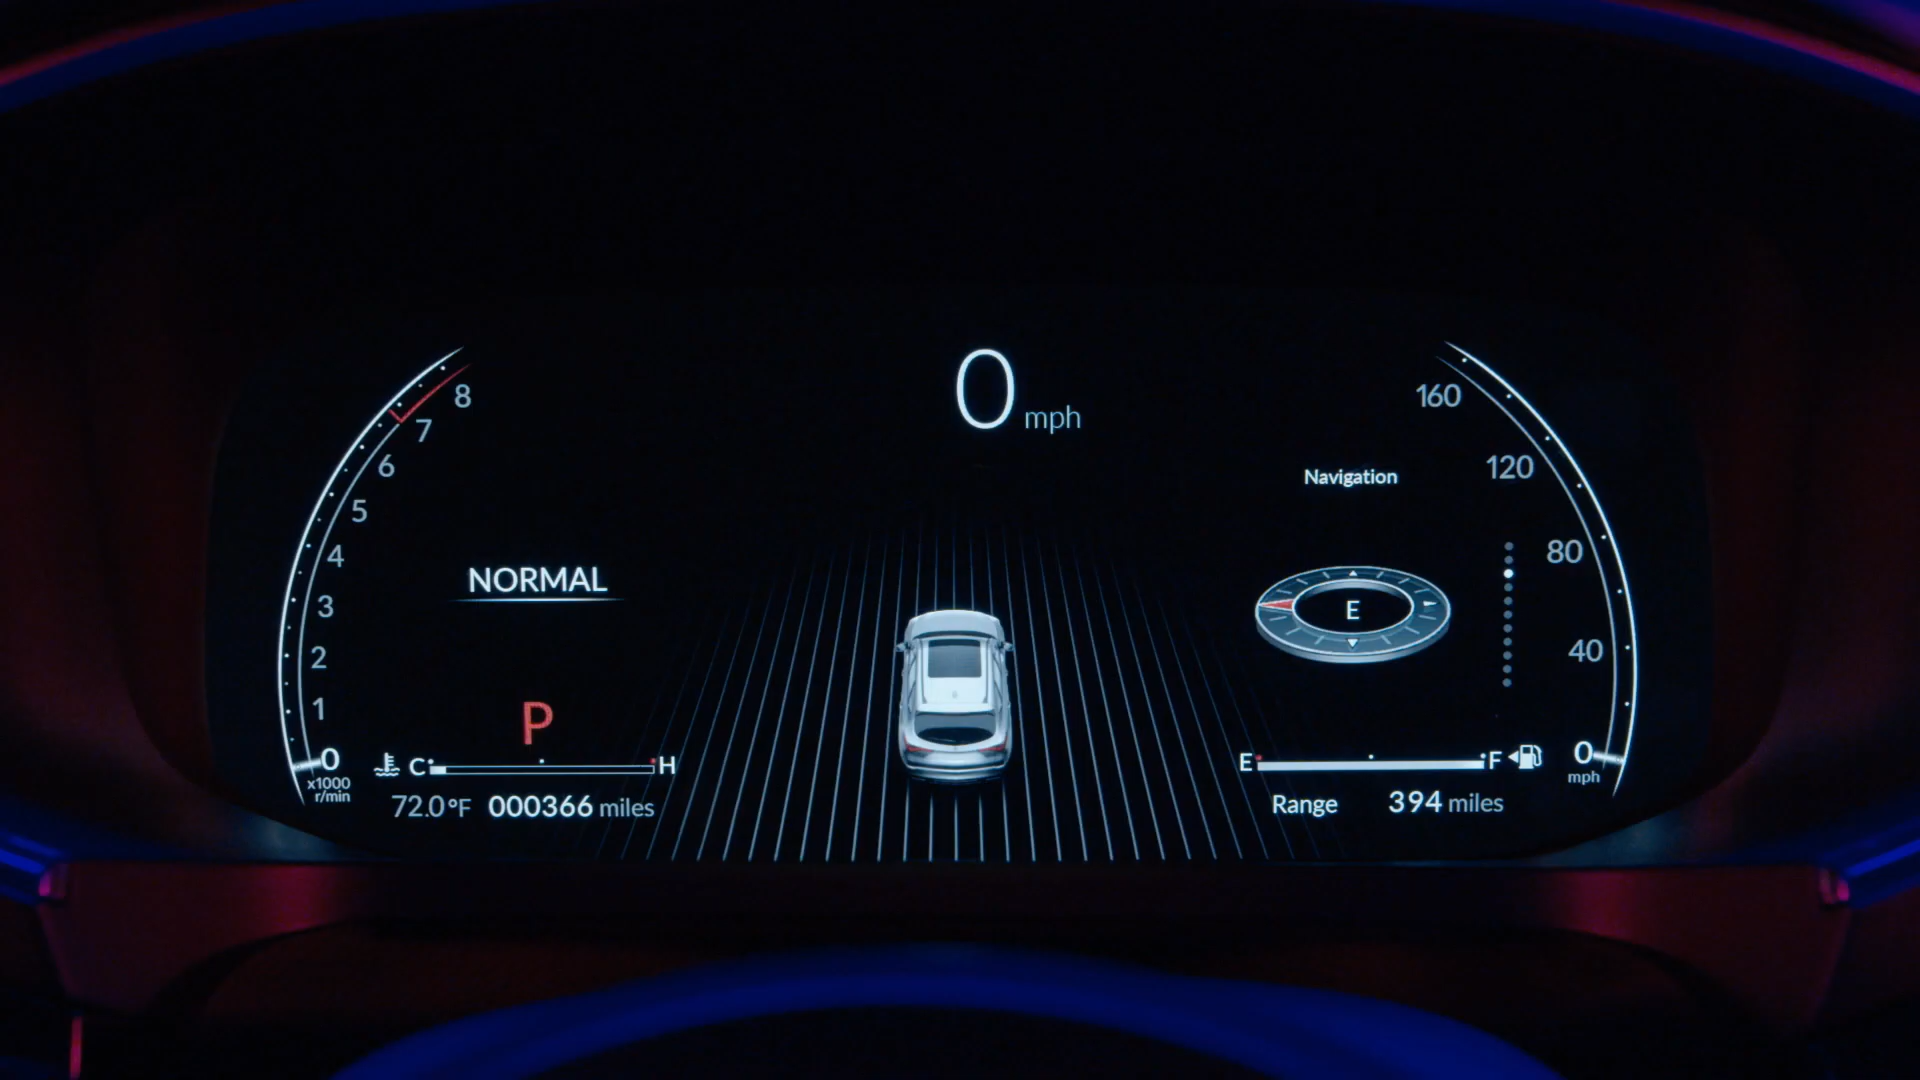 0 mph
8
7
6
5
4
3
2
1
0
x1000
r/min
NORMAL
P
C H
72.0°F 000366 miles
Navigation
E
160
120
80
40
0
mph
E F
Range 394 miles